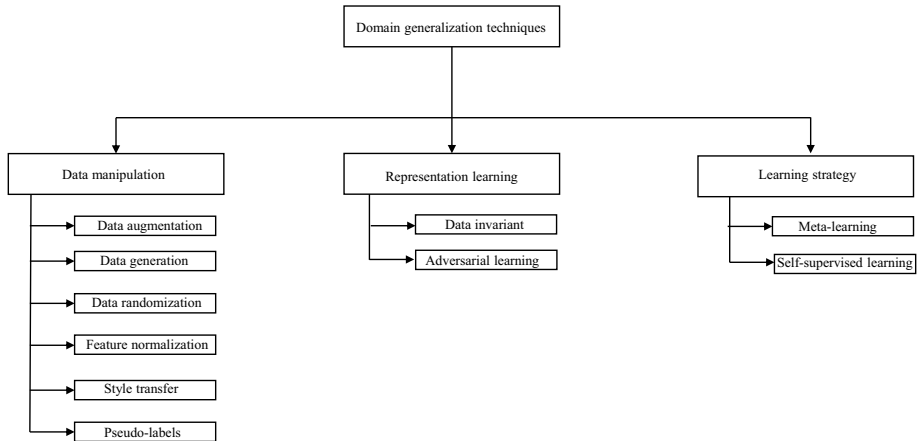 Domain generalization techniques
Data manipulation
Representation learning
Learning strategy
Data augmentation
Data generation
Data randomization
Feature normalization
Style transfer
Pseudo-labels
Data invariant
Adversarial learning
Meta-learning
Self-supervised learning